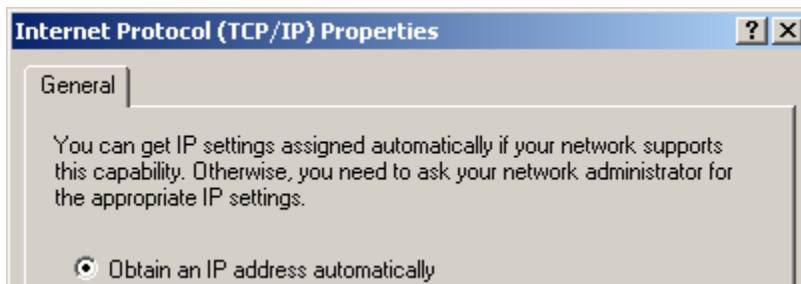 Internet Protocol (TCP/IP) Properties
General
You can get IP settings assigned automatically if your network supports
this capability. Otherwise, you need to ask your network administrator for
the appropriate IP settings.
Obtain an IP address automatically